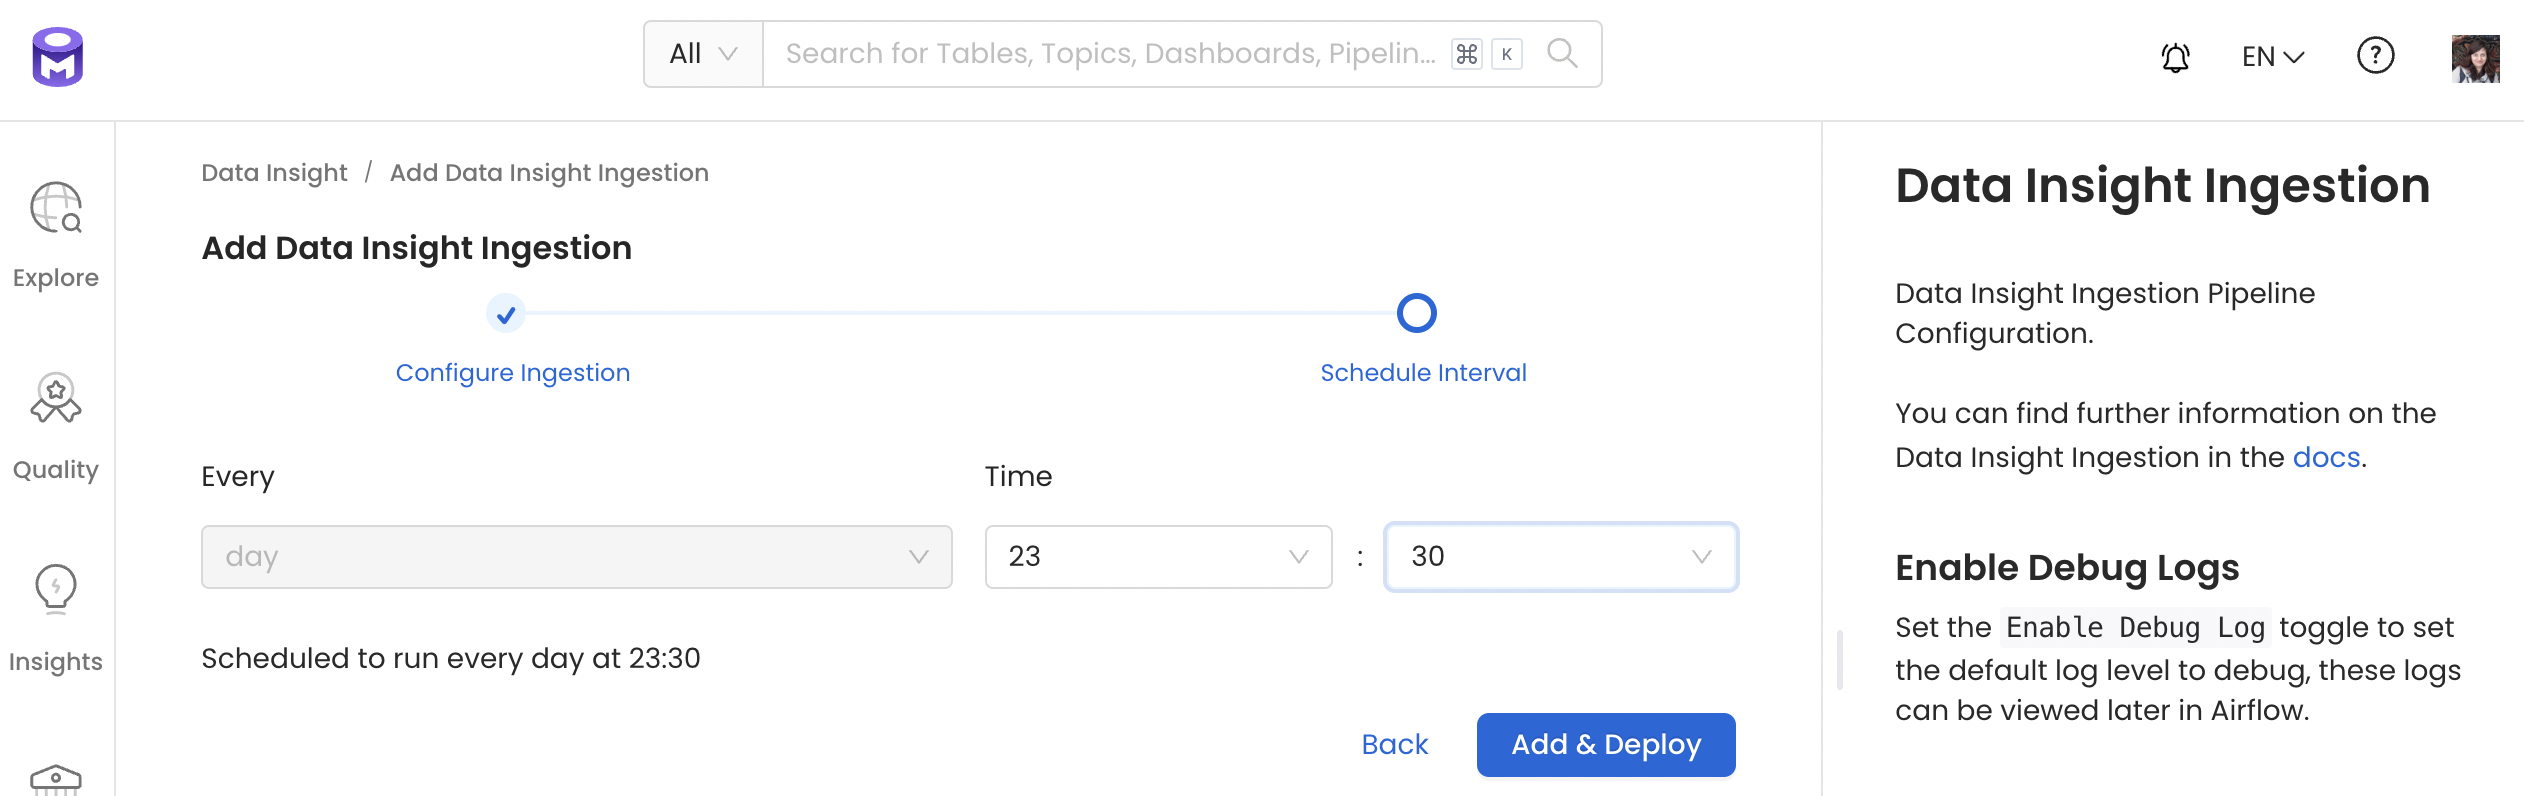 All
Search for Tables, Topics, Dashboards, Pipelin... ⌘ K
EN
?
Explore
Quality
Insights
Data Insight / Add Data Insight Ingestion
Add Data Insight Ingestion
Configure Ingestion
Schedule Interval
Every
Time
day
23 : 30
Scheduled to run every day at 23:30
Back
Add & Deploy
Data Insight Ingestion
Data Insight Ingestion Pipeline
Configuration.
You can find further information on the
Data Insight Ingestion in the docs.
Enable Debug Logs
Set the Enable Debug Log toggle to set
the default log level to debug, these logs
can be viewed later in Airflow.